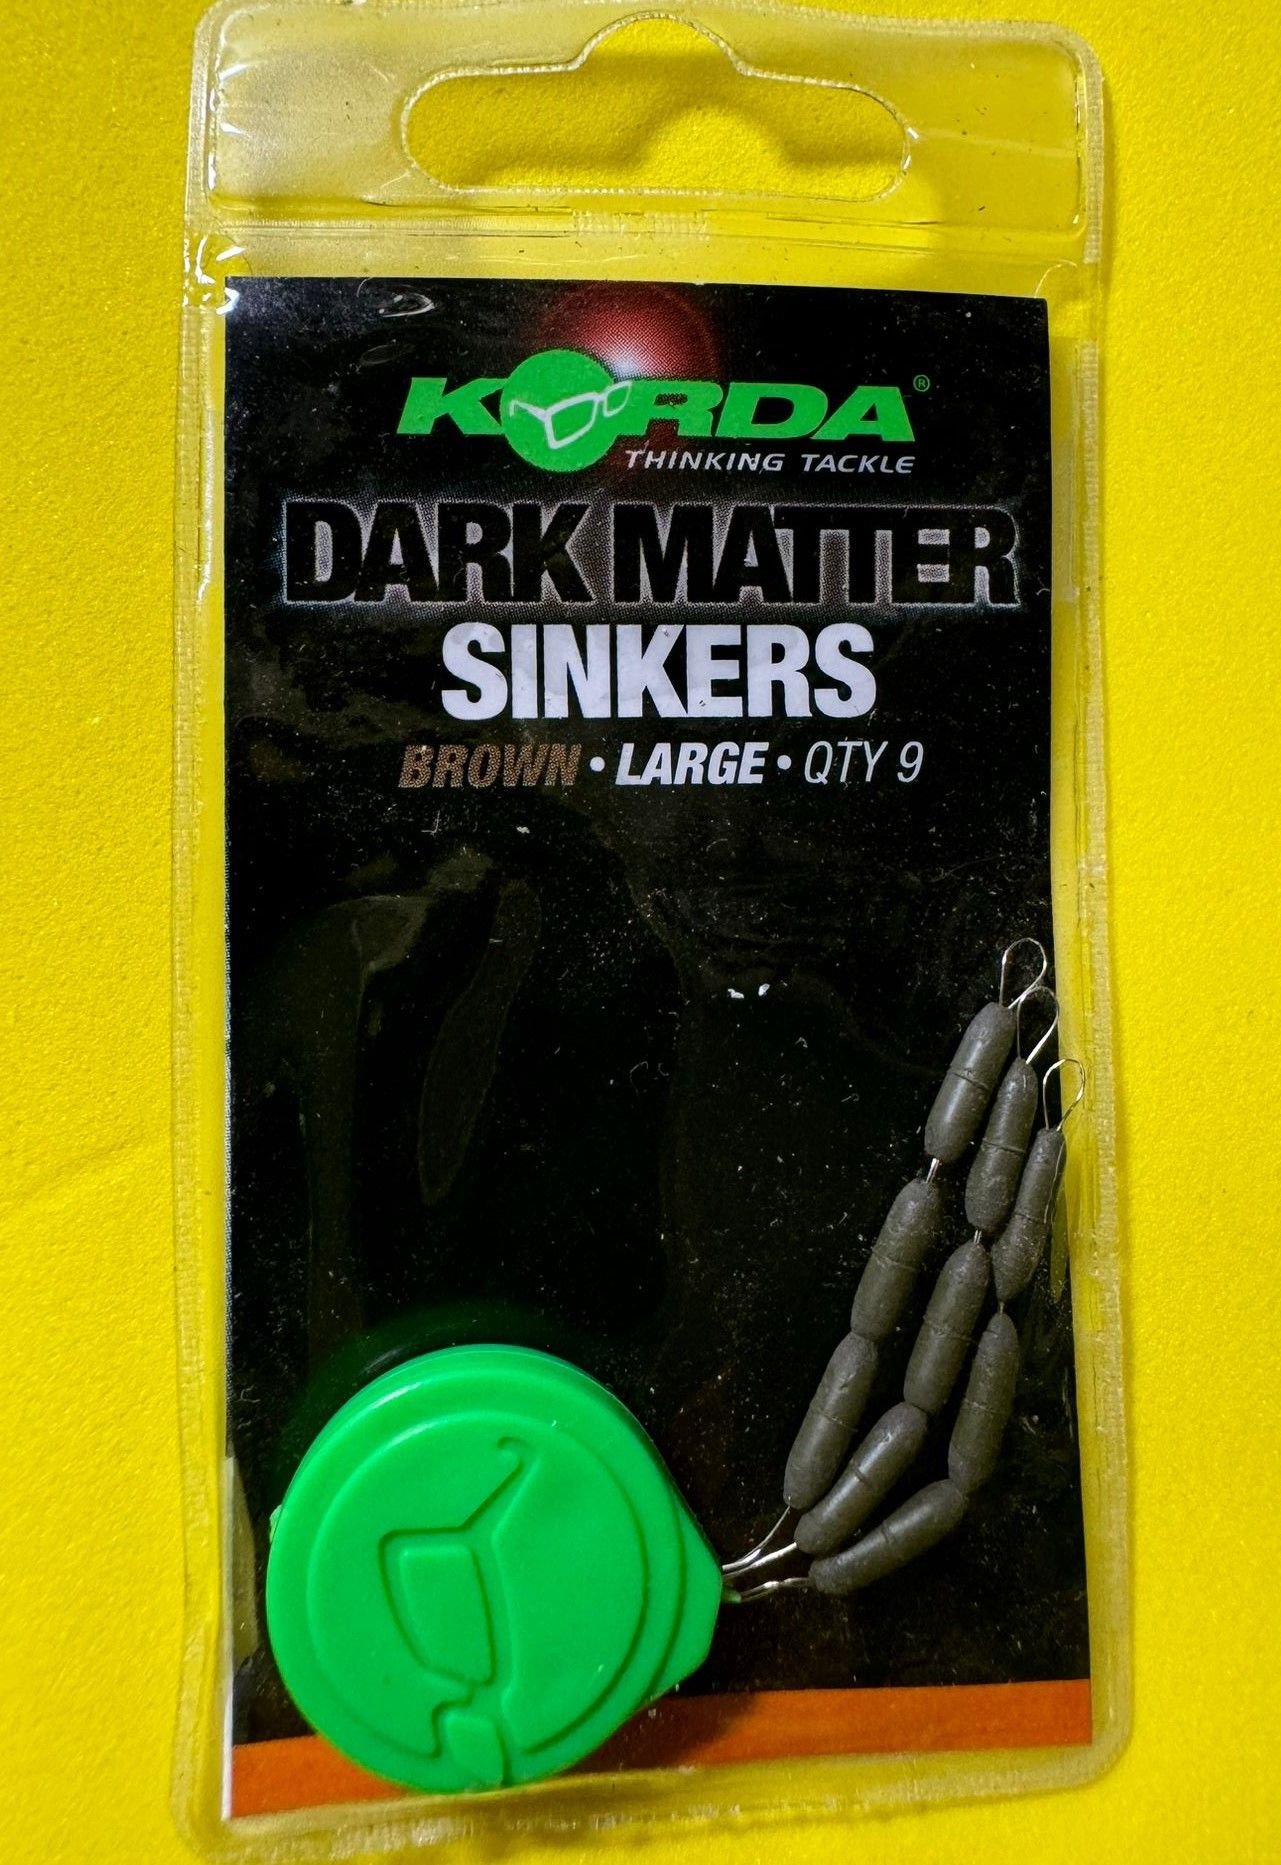 KORDA®
THINKING TACKLE
DARK MATTER
SINKERS
BROWN • LARGE • QTY 9